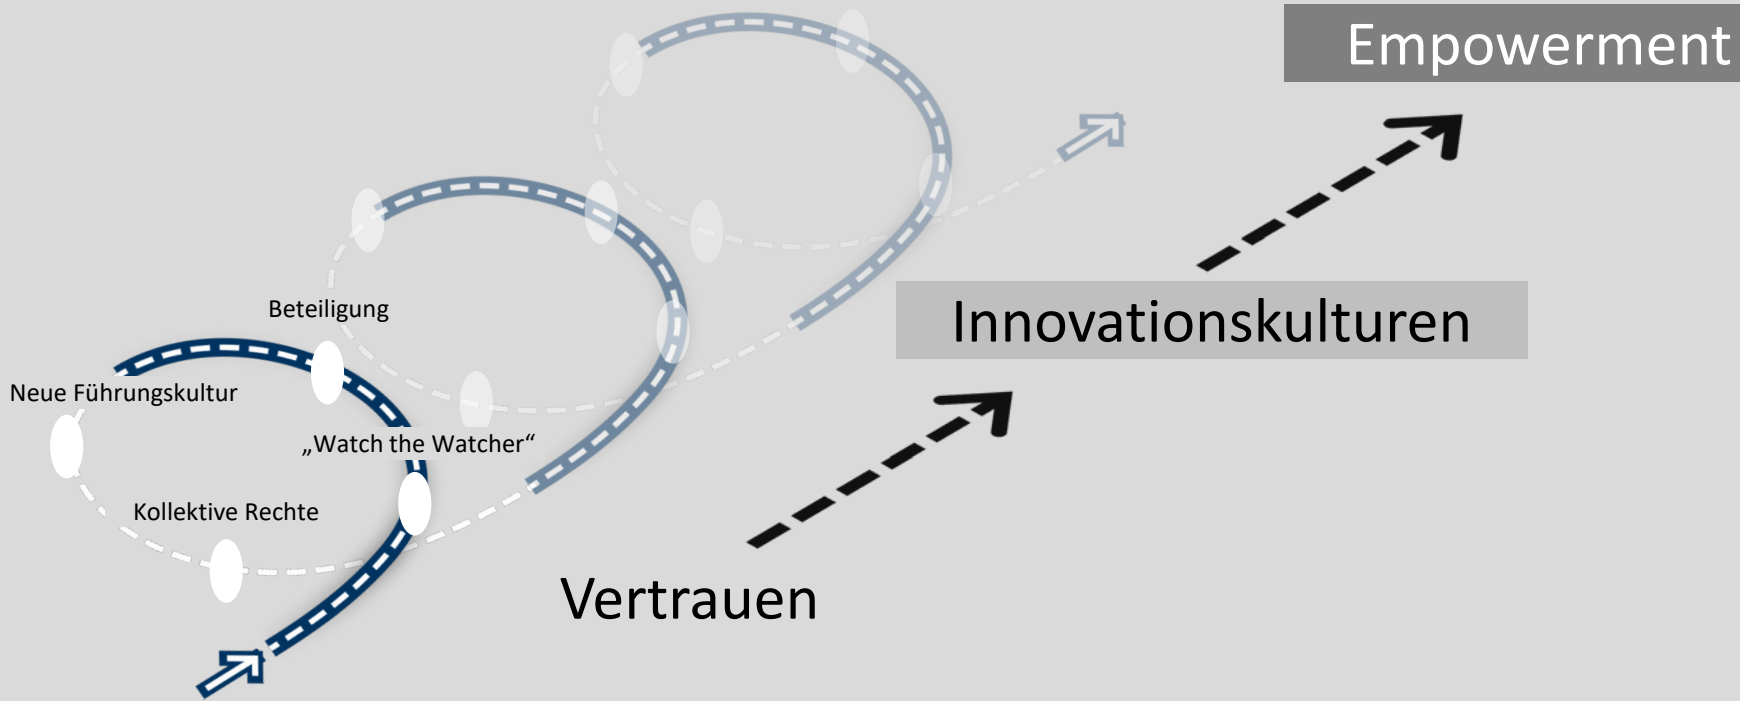 Empowerment
Innovationskulturen
Beteiligung
Neue Führungskultur
„Watch the Watcher“
Kollektive Rechte
Vertrauen